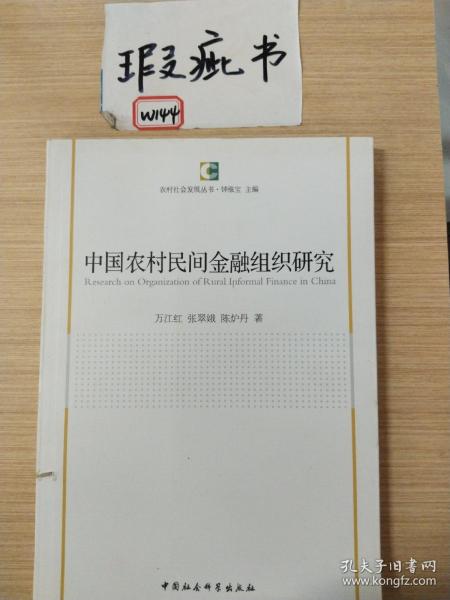 瑕疵书
W144
农村社会发展丛书·钟涨宝 主编
中国农村民间金融组织研究
Research on Organization of Rural Ipformal Finance in China
万江红 张翠娥 陈炉丹 著
中国社会科学出版社
孔夫子旧书网
www.kongfz.com